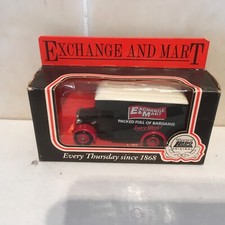 EXCHANGE AND MART
EXCHANGE
& MART
PACKED FULL OF BARGAINS
Every Thursday since 1868